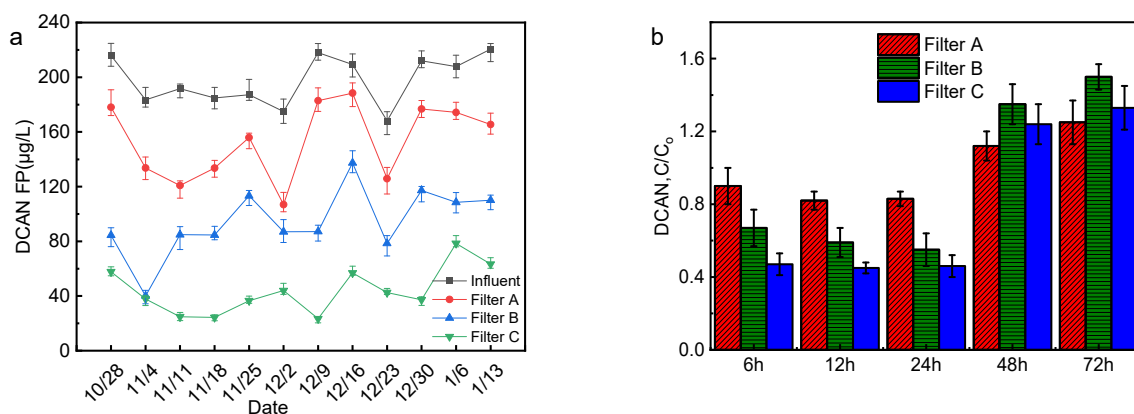 a
DCAN FP(μg/L)
240
200
160
120
80
40
0
Influent
Filter A
Filter B
Filter C
10/28
11/4
11/11
11/18
11/25
12/2
12/9
12/16
12/23
12/30
1/6
1/13
Date
b
DCAN,C/C₀
1.6
1.2
0.8
0.4
0.0
Filter A
Filter B
Filter C
6h
12h
24h
48h
72h